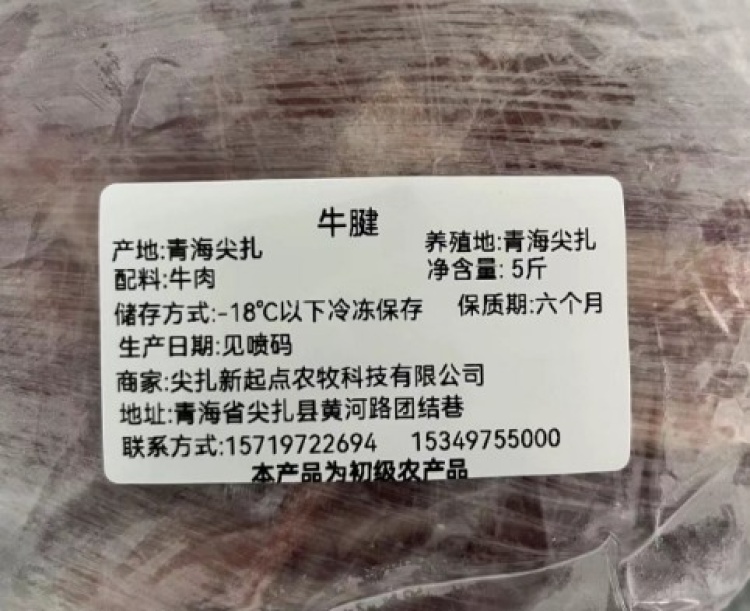 牛腱
产地:青海尖扎 养殖地:青海尖扎
配料:牛肉 净含量: 5斤
储存方式:-18℃以下冷冻保存 保质期:六个月
生产日期:见喷码
商家:尖扎新起点农牧科技有限公司
地址:青海省尖扎县黄河路团结巷
联系方式:15719722694 15349755000
本产品为初级农产品